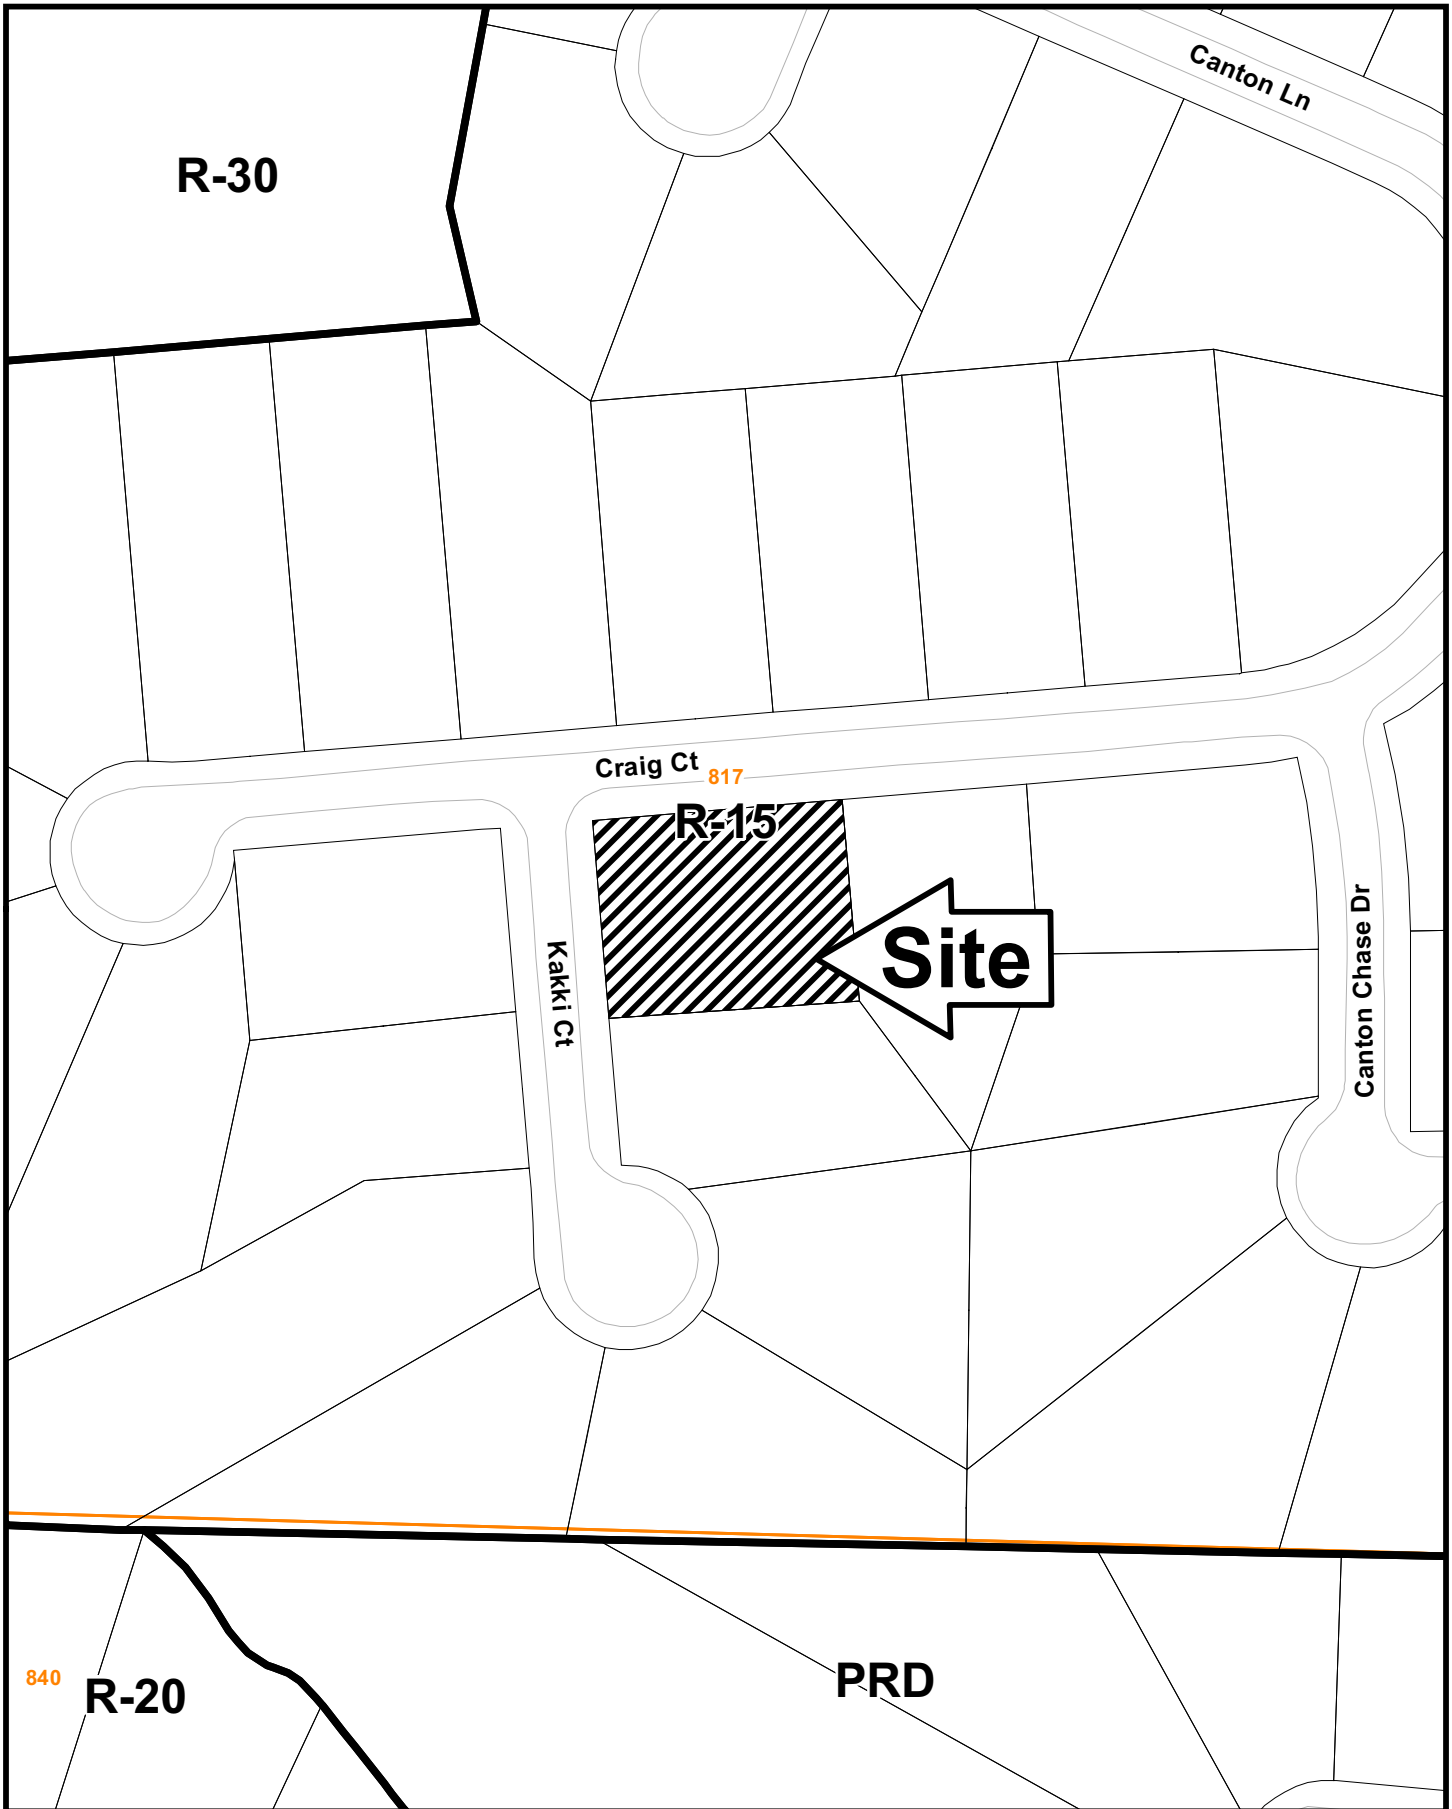 Canton Ln
R-30
Craig Ct
817
R-15
Site
Kakki Ct
Canton Chase Dr
840
R-20
PRD